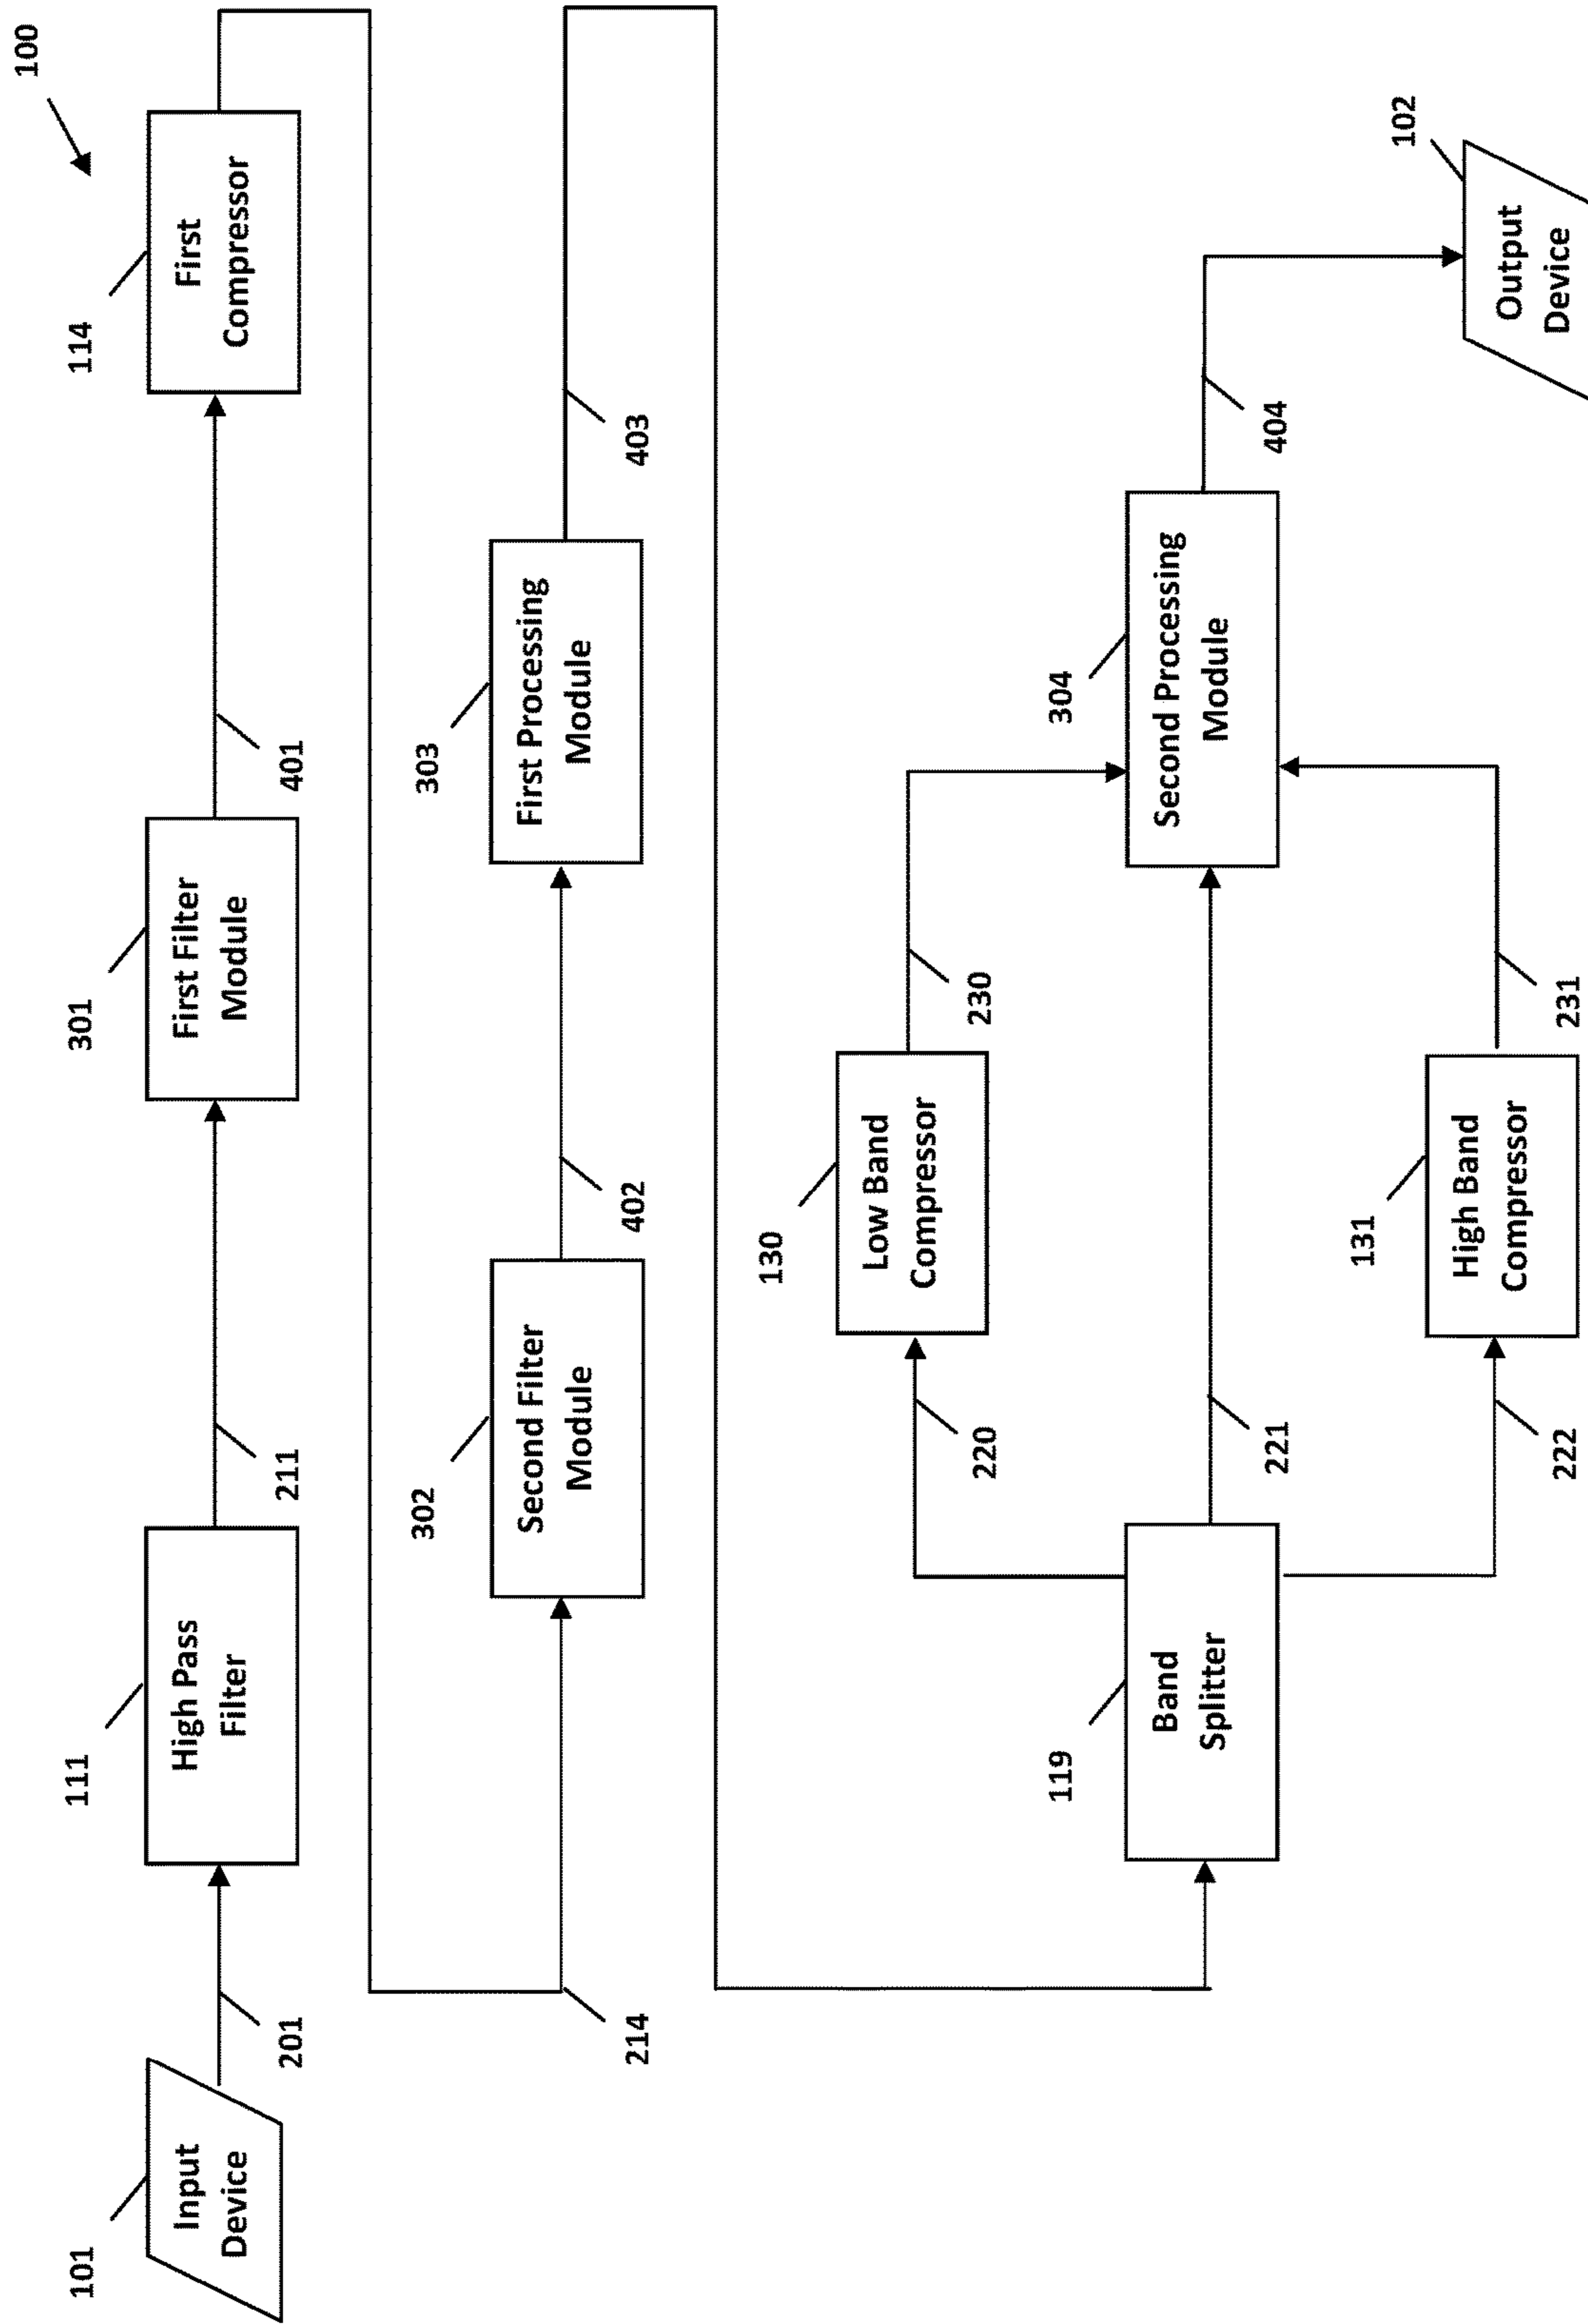 100
101
Input
Device
201
111
High Pass
Filter
211
301
First Filter
Module
401
114
First
Compressor
214
302
Second Filter
Module
402
303
First Processing
Module
403
119
Band
Splitter
220
130
Low Band
Compressor
230
221
222
131
High Band
Compressor
231
304
Second Processing
Module
404
102
Output
Device